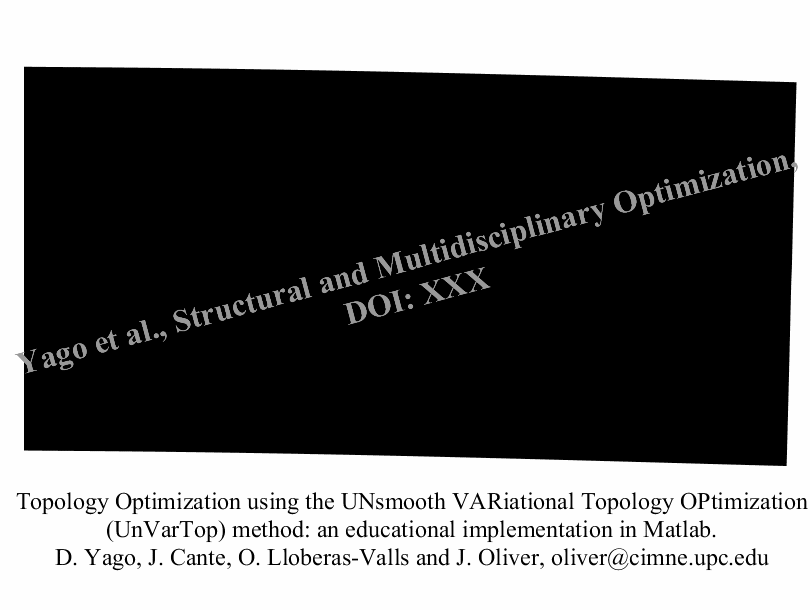 Yago et al., Structural and Multidisciplinary Optimization,
DOI: XXX
Topology Optimization using the UNsmooth VARiational Topology OPtimization
(UnVarTop) method: an educational implementation in Matlab.
D. Yago, J. Cante, O. Lloberas-Valls and J. Oliver, oliver@cimne.upc.edu